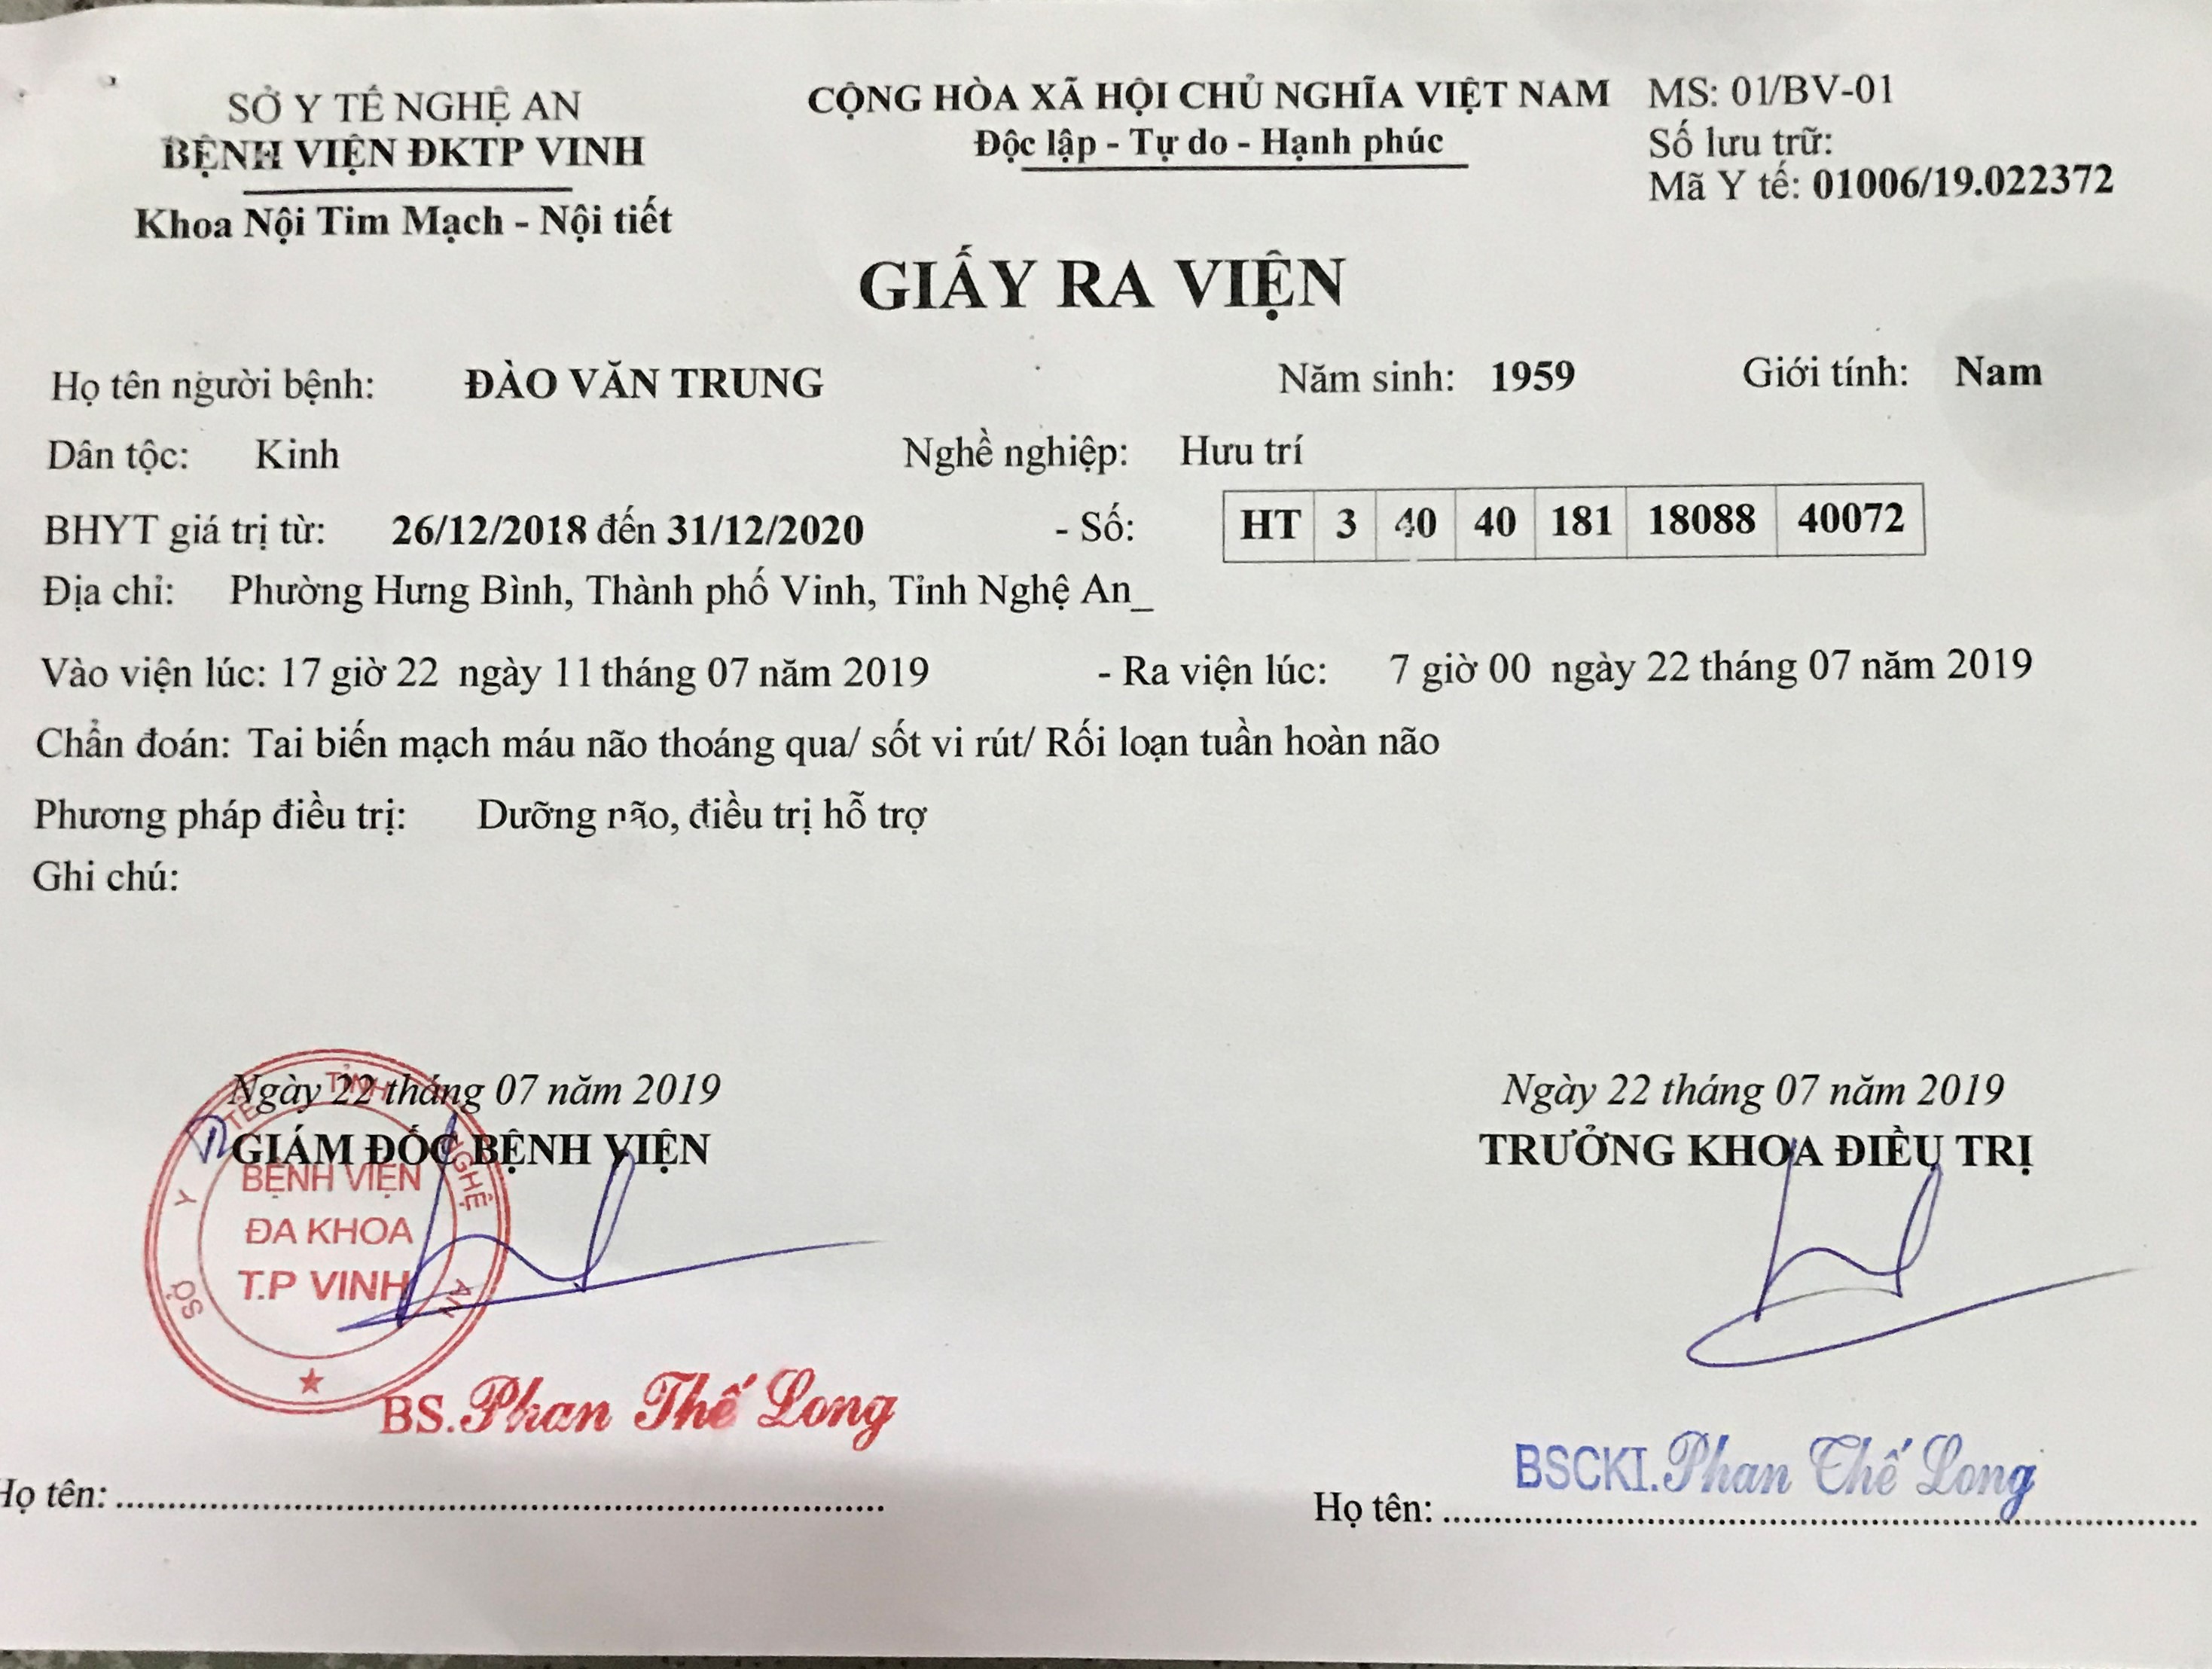 SỞ Y TẾ NGHỆ AN
BỆNH VIỆN ĐKTP VINH
Khoa Nội Tim Mạch - Nội tiết
CỘNG HÒA XÃ HỘI CHỦ NGHĨA VIỆT NAM
Độc lập - Tự do - Hạnh phúc
MS: 01/BV-01
Số lưu trữ:
Mã Y tế: 01006/19.022372
GIẤY RA VIỆN
Họ tên người bệnh: ĐÀO VĂN TRUNG Năm sinh: 1959 Giới tính: Nam
Dân tộc: Kinh Nghề nghiệp: Hưu trí
BHYT giá trị từ: 26/12/2018 đến 31/12/2020 - Số: HT 3 40 40 181 18088 40072
Địa chỉ: Phường Hưng Bình, Thành phố Vinh, Tỉnh Nghệ An_
Vào viện lúc: 17 giờ 22 ngày 11 tháng 07 năm 2019 - Ra viện lúc: 7 giờ 00 ngày 22 tháng 07 năm 2019
Chẩn đoán: Tai biến mạch máu não thoáng qua/ sốt vi rút/ Rối loạn tuần hoàn não
Phương pháp điều trị: Dưỡng não, điều trị hỗ trợ
Ghi chú:
Ngày 22 tháng 07 năm 2019
GIÁM ĐỐC BỆNH VIỆN
SỞ Y TẾ TỈNH NGHỆ AN
BỆNH VIỆN
ĐA KHOA
T.P VINH
BS.Phan Thế Long
Họ tên: ........................................
Ngày 22 tháng 07 năm 2019
TRƯỞNG KHOA ĐIỀU TRỊ
BSCKI.Phan Thế Long
Họ tên: ........................................